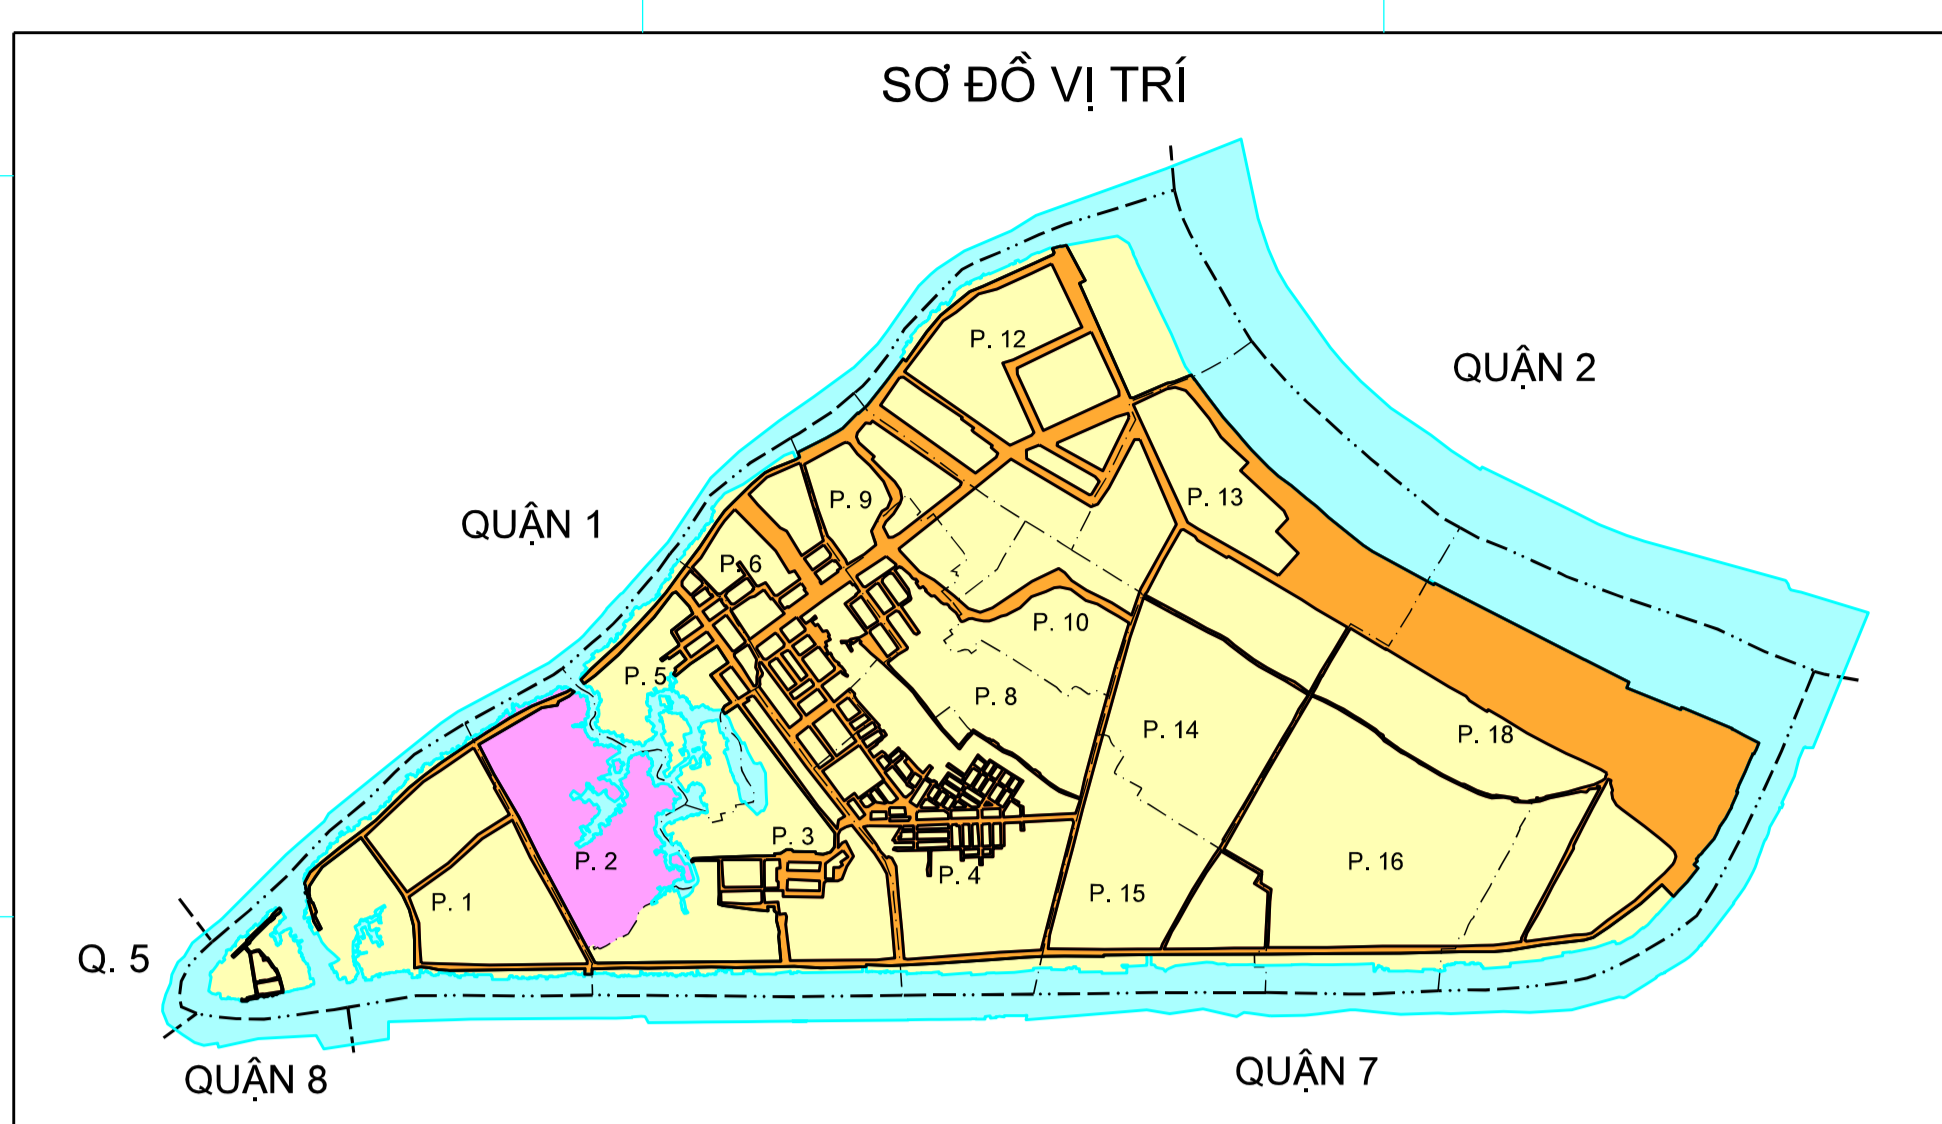 SƠ ĐỒ VỊ TRÍ
P. 12
QUẬN 2
P. 9
P. 13
QUẬN 1
P. 6
P. 10
P. 5
P. 8
P. 14
P. 18
P. 3
P. 2
P. 16
P. 4
P. 15
P. 1
Q. 5
QUẬN 7
QUẬN 8